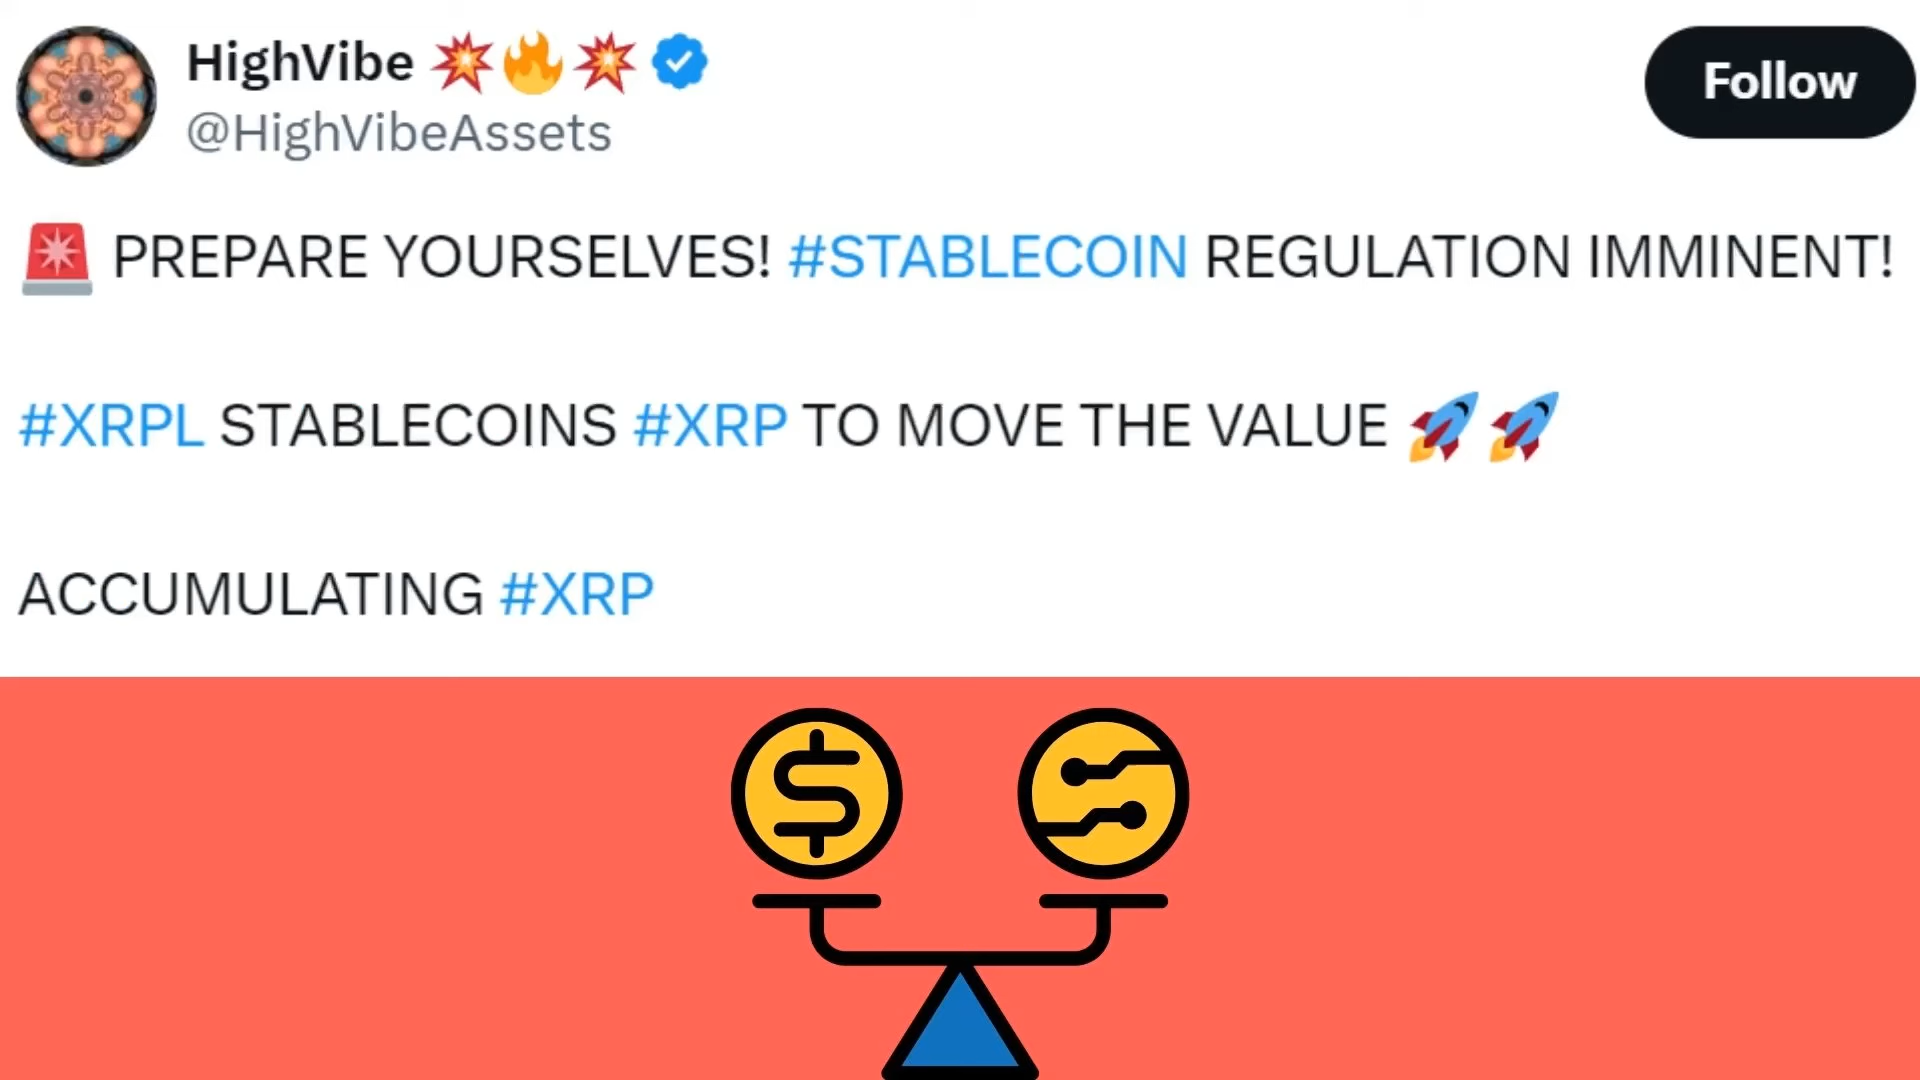 HighVibe 💥🔥💥
@HighVibeAssets
Follow
🚨 PREPARE YOURSELVES! #STABLECOIN REGULATION IMMINENT!
#XRPL STABLECOINS #XRP TO MOVE THE VALUE 🚀🚀
ACCUMULATING #XRP
$